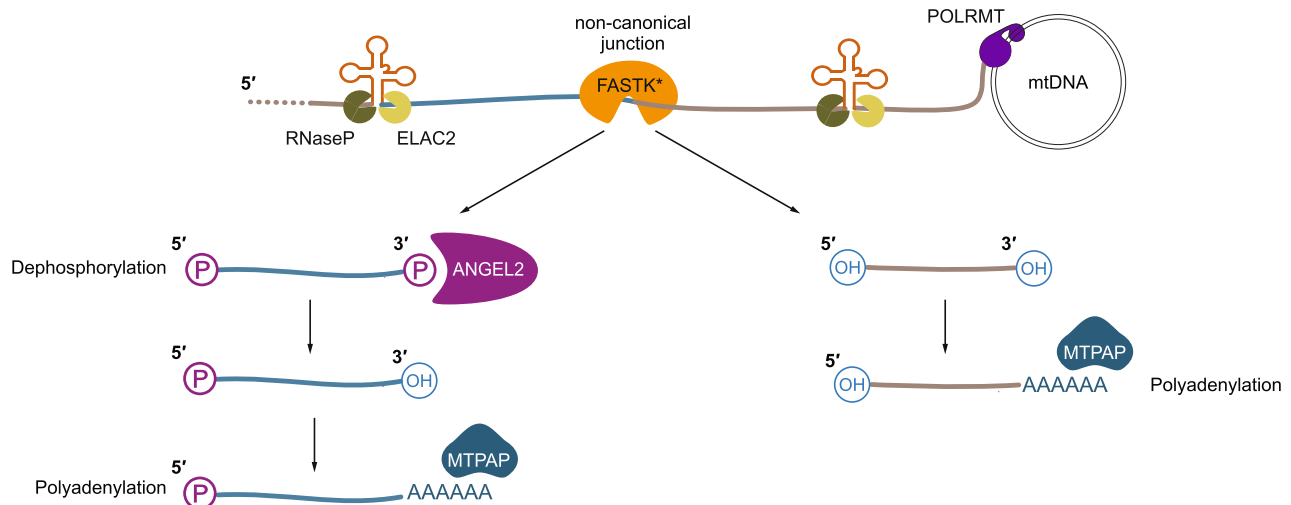 POLRMT
non-canonical
junction
5′
FASTK*
mtDNA
RNaseP
ELAC2
5′
3′
5′
3′
Dephosphorylation
P
P
ANGEL2
OH
OH
5′
3′
5′
MTPAP
P
OH
OH
AAAAAA
Polyadenylation
5′
MTPAP
Polyadenylation
P
AAAAAA